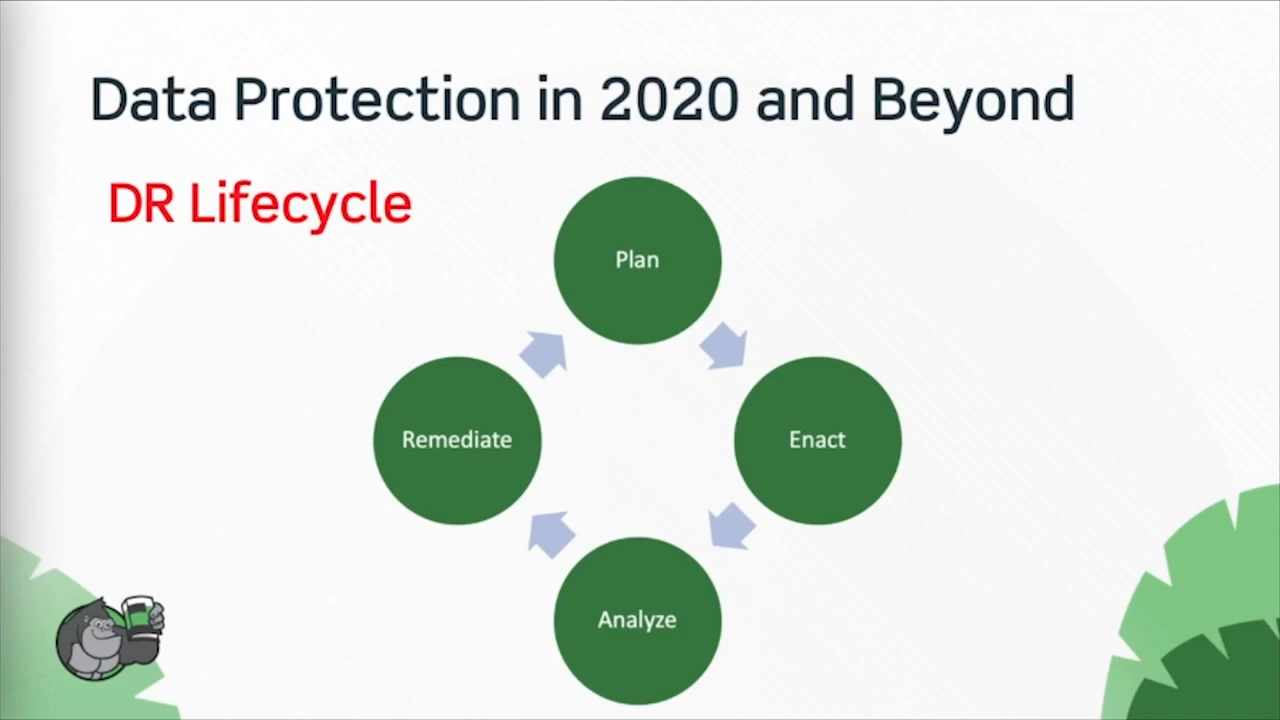 Data Protection in 2020 and Beyond
DR Lifecycle
Plan
Remediate
Enact
Analyze